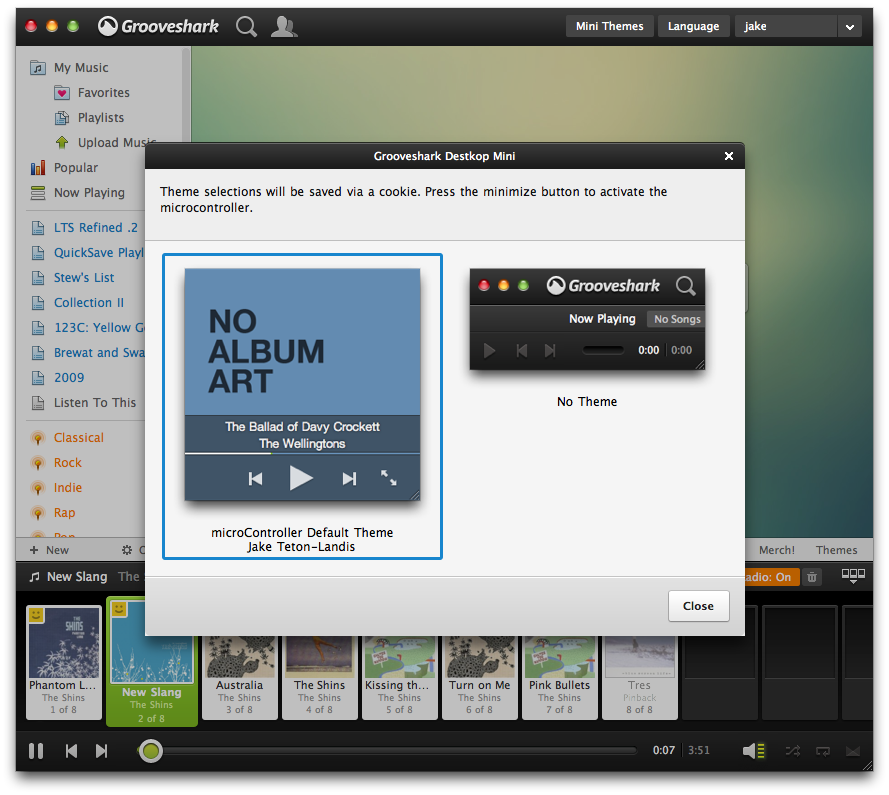 Grooveshark
Mini Themes
Language
jake
My Music
Favorites
Playlists
Upload Music
Popular
Now Playing
LTS Refined .2
QuickSave Playl
Stew's List
Collection II
123C: Yellow G
Brewat and Swa
2009
Listen To This
Classical
Rock
Indie
Rap
Pop
+ New
Merch!
Themes
Grooveshark Destkop Mini
Theme selections will be saved via a cookie. Press the minimize button to activate the
microcontroller.
NO
ALBUM
ART
The Ballad of Davy Crockett
The Wellingtons
microController Default Theme
Jake Teton-Landis
Grooveshark
Now Playing
No Songs
0:00
0:00
No Theme
Close
New Slang
The
adio: On
THE
SHINS
Phantom L...
The Shins
1 of 8
New Slang
The Shins
2 of 8
Australia
The Shins
3 of 8
The Shins
The Shins
4 of 8
Kissing th...
The Shins
5 of 8
Turn on Me
The Shins
6 of 8
Pink Bullets
The Shins
7 of 8
Tres
Pinback
8 of 8
0:07
3:51